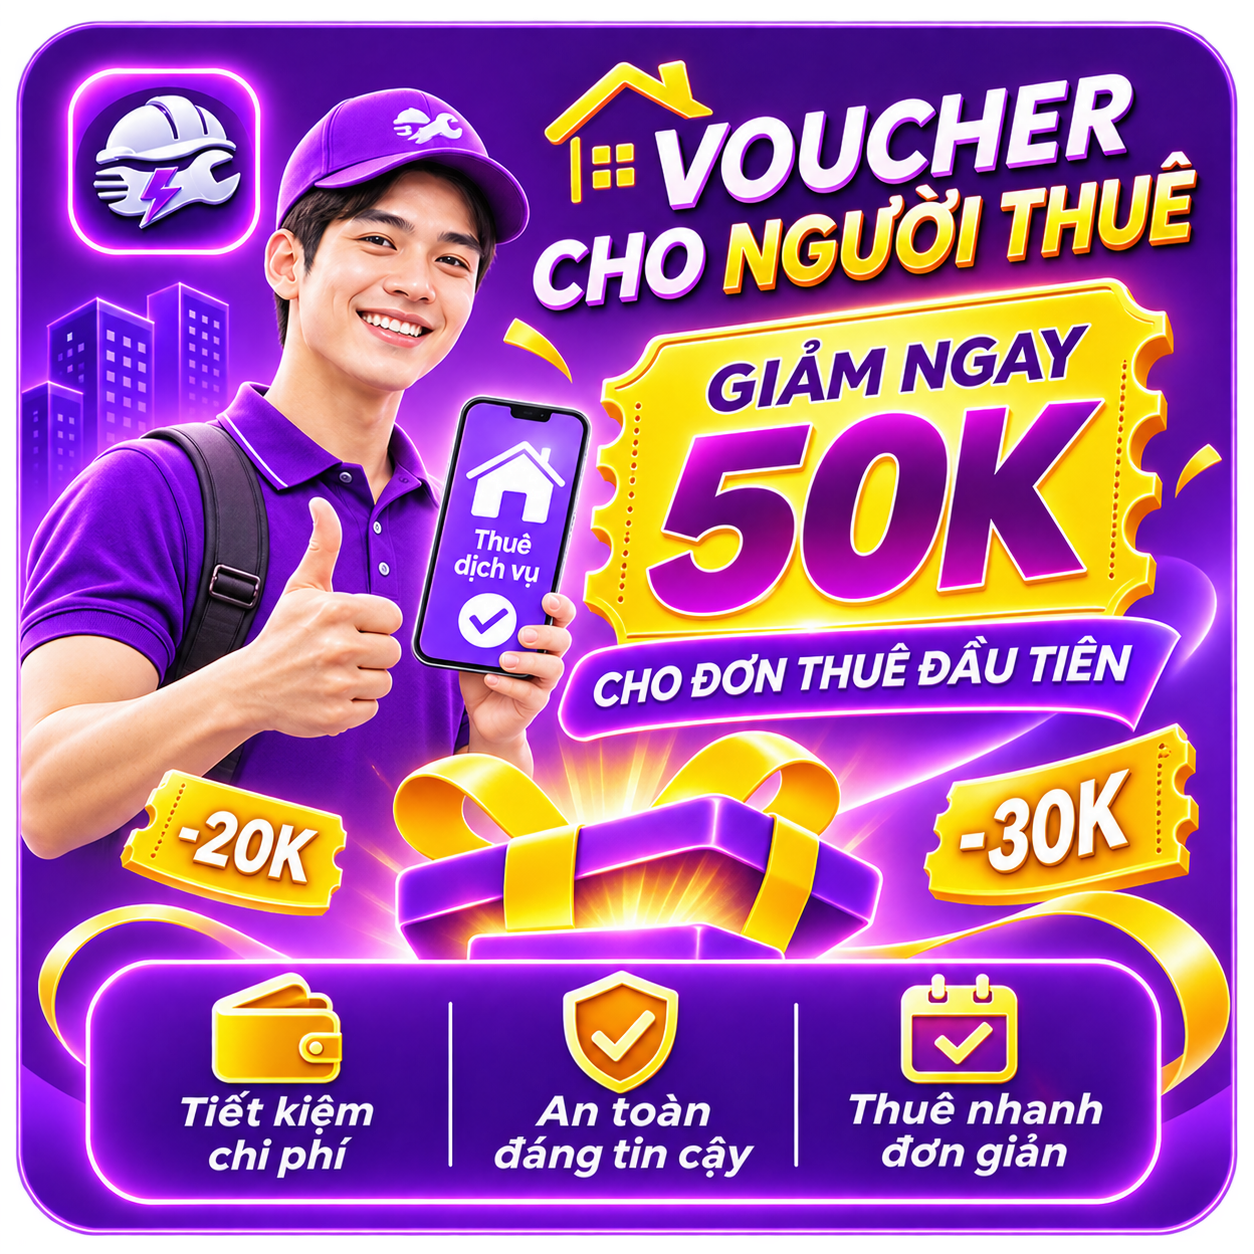 VOUCHER
CHO NGƯỜI THUÊ
GIẢM NGAY
50K
CHO ĐƠN THUÊ ĐẦU TIÊN
Thuê
dịch vụ
-20K
-30K
Tiết kiệm
chi phí
An toàn
đáng tin cậy
Thuê nhanh
đơn giản